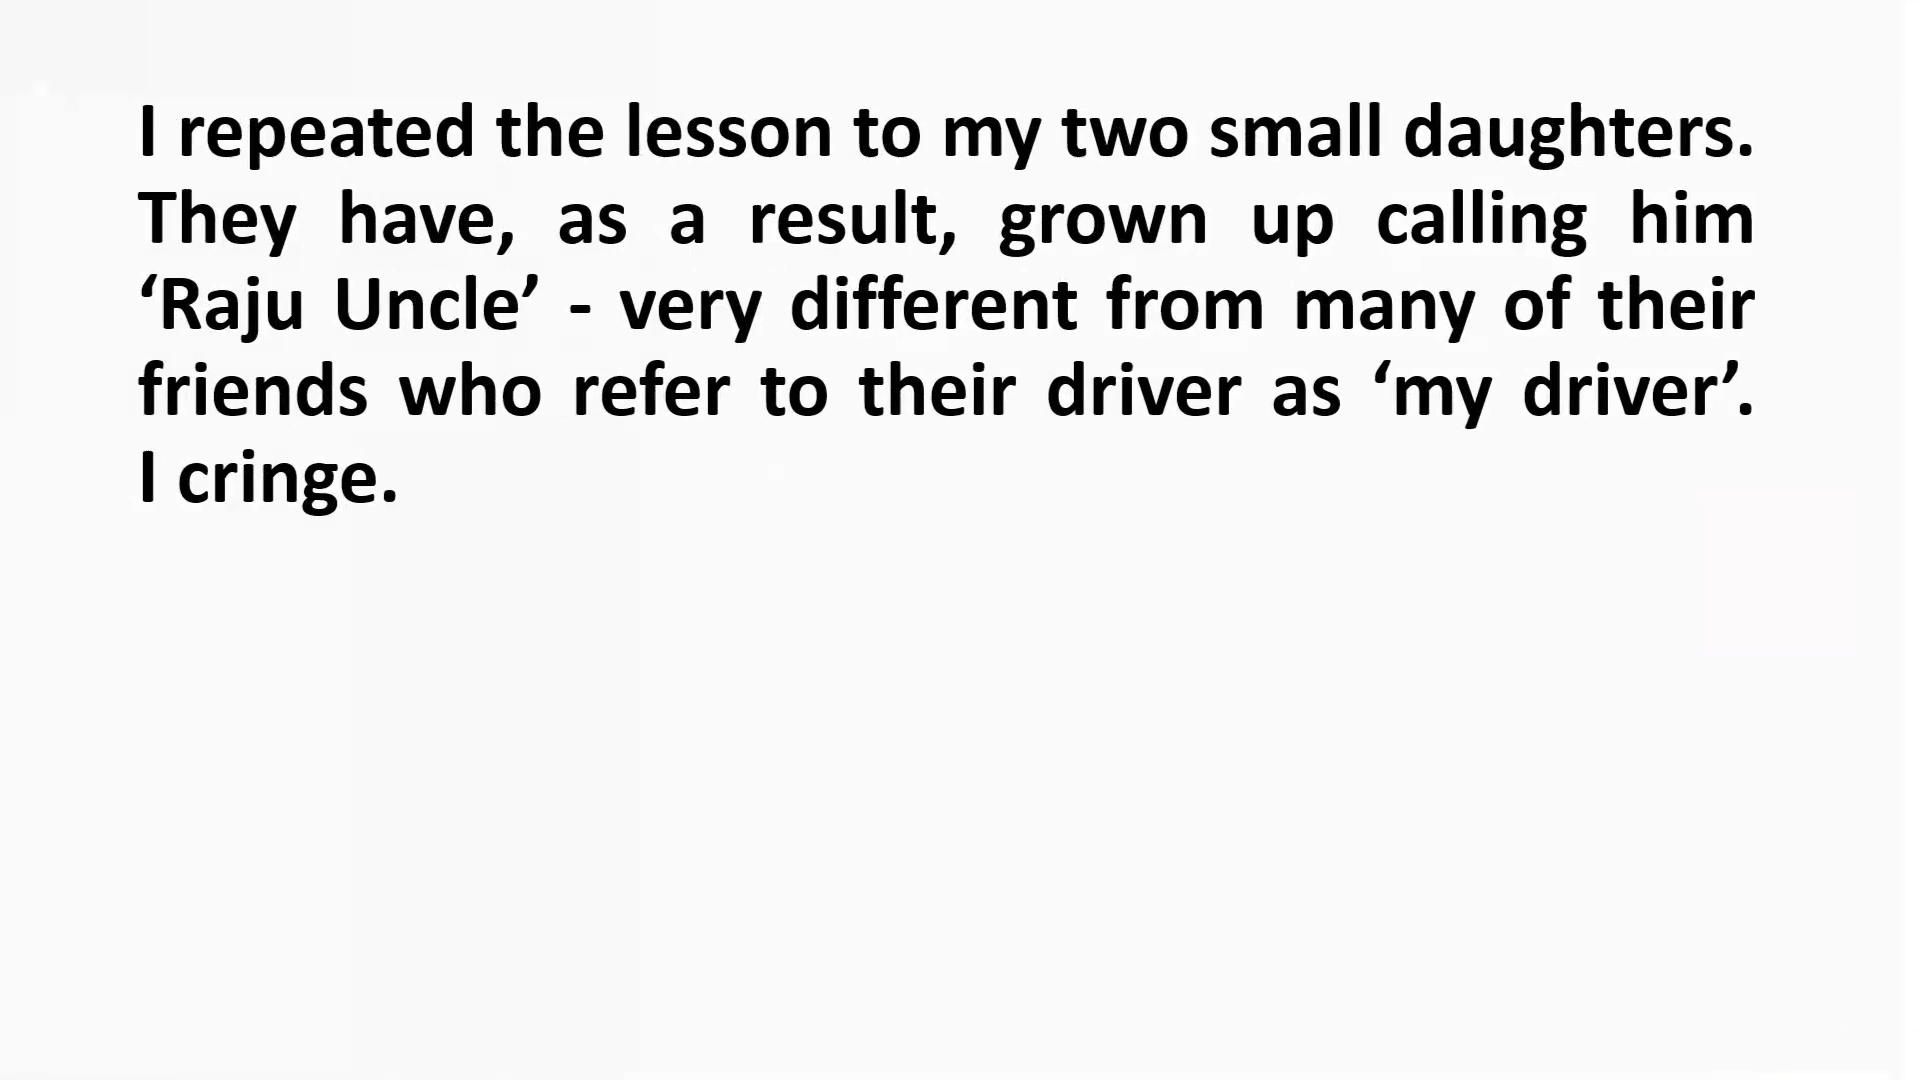 I repeated the lesson to my two small daughters.
They have, as a result, grown up calling him
‘Raju Uncle’ - very different from many of their
friends who refer to their driver as ‘my driver’.
I cringe.